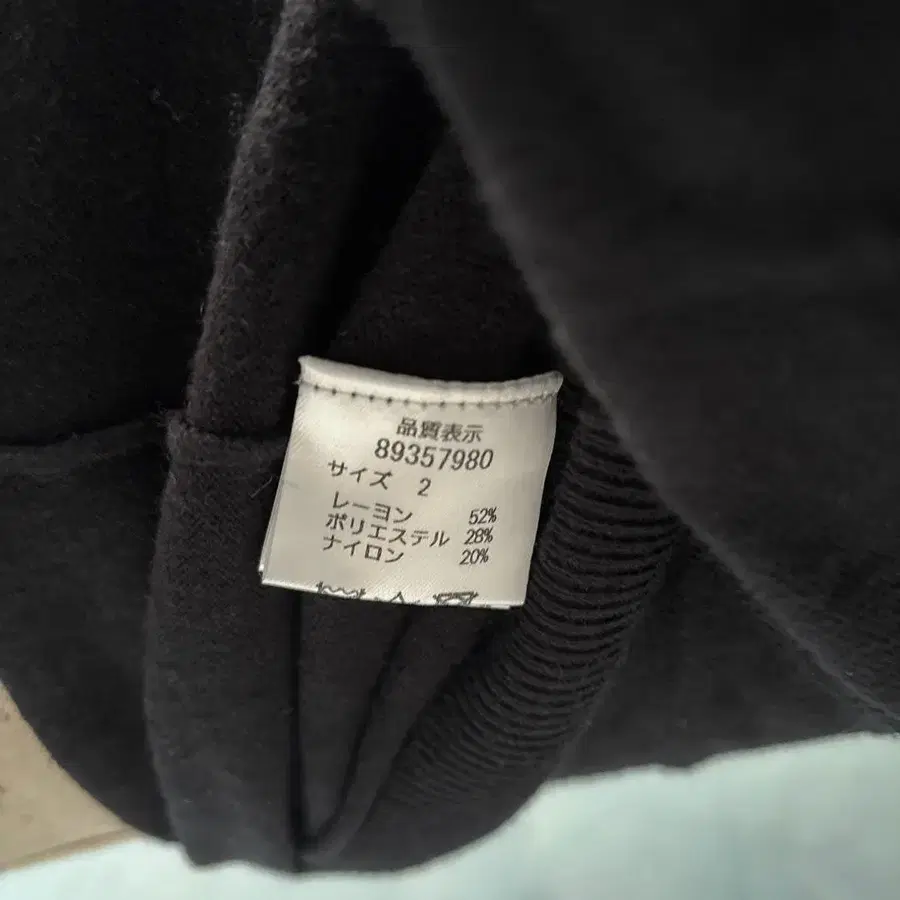 品質表示
89357980
サイズ 2
レーヨン 52%
ポリエステル 28%
ナイロン 20%